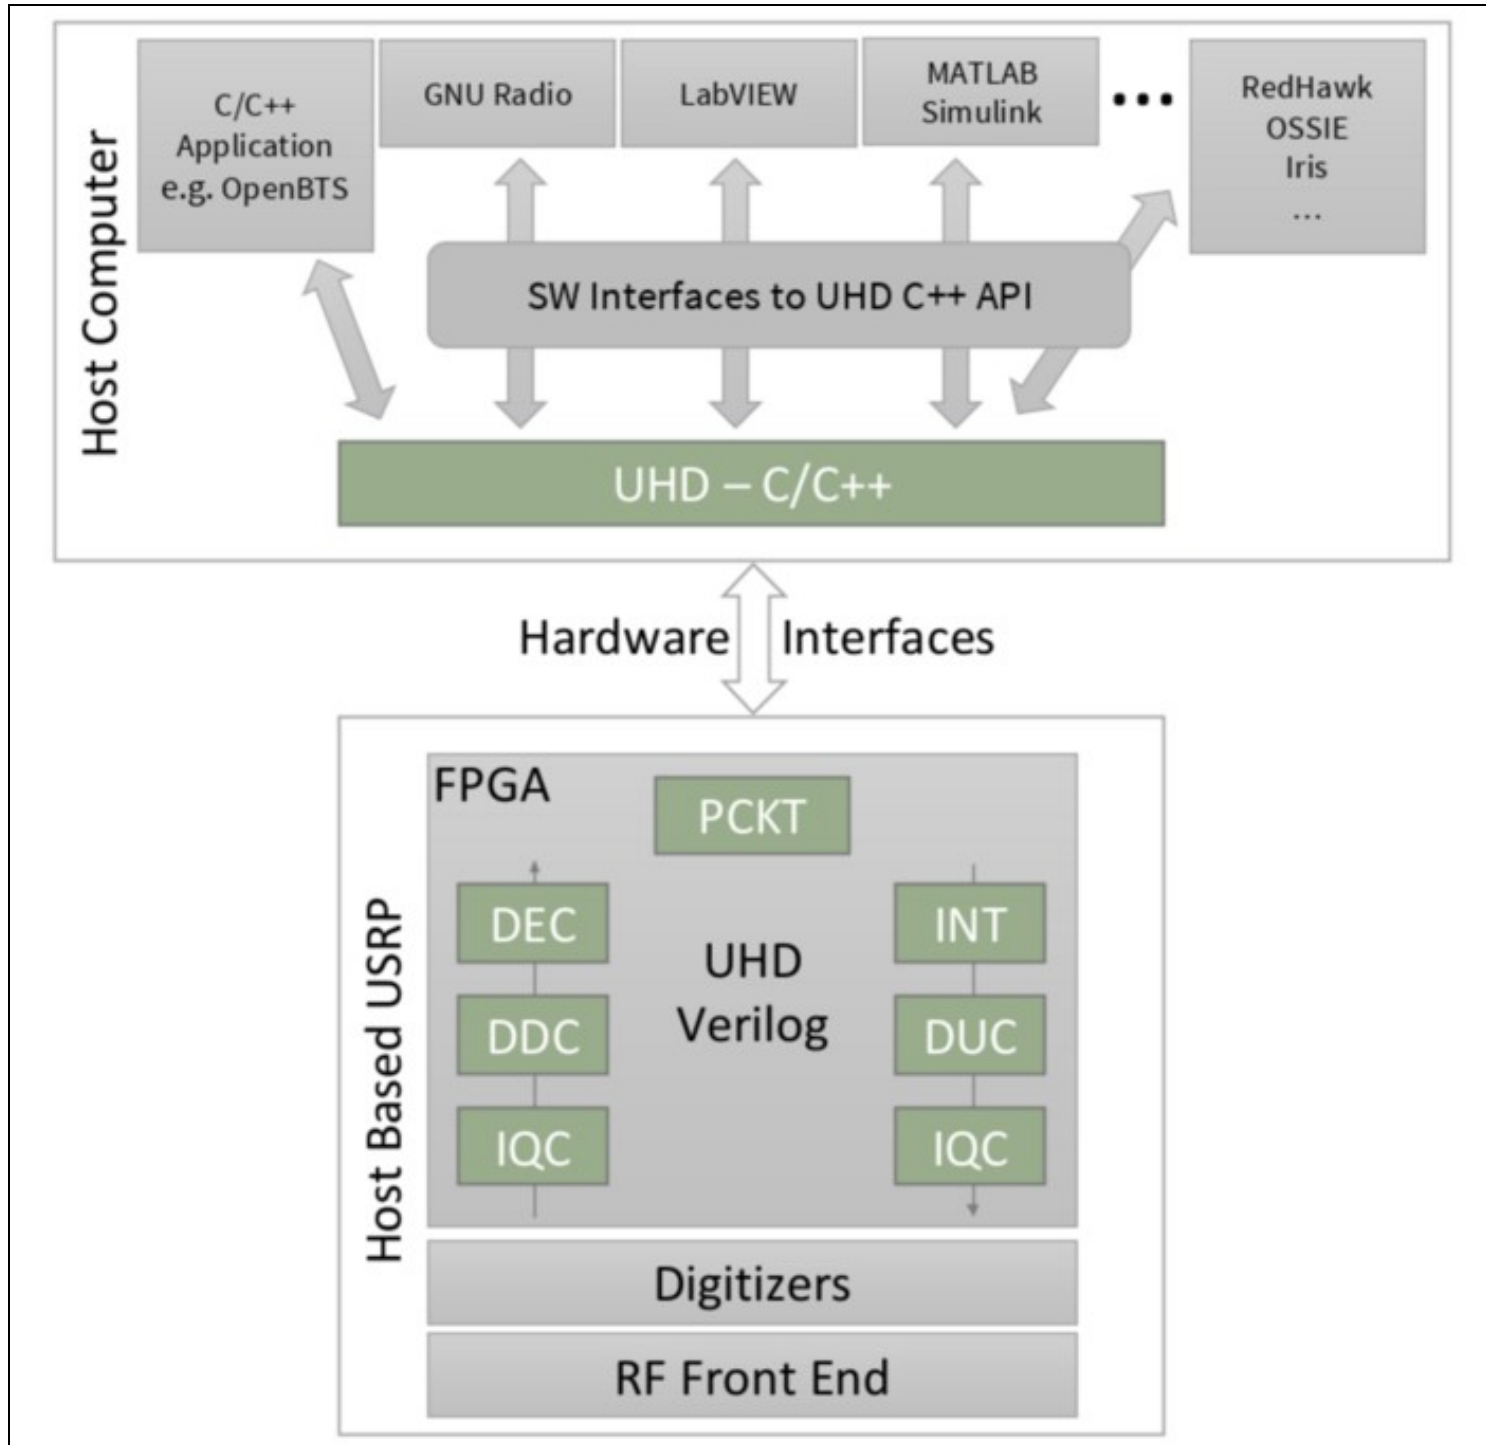 Host Computer
C/C++
Application
e.g. OpenBTS
GNU Radio
LabVIEW
MATLAB
Simulink
...
RedHawk
OSSIE
Iris
...
SW Interfaces to UHD C++ API
UHD – C/C++
Hardware Interfaces
Host Based USRP
FPGA
PCKT
DEC
DDC
IQC
UHD
Verilog
INT
DUC
IQC
Digitizers
RF Front End